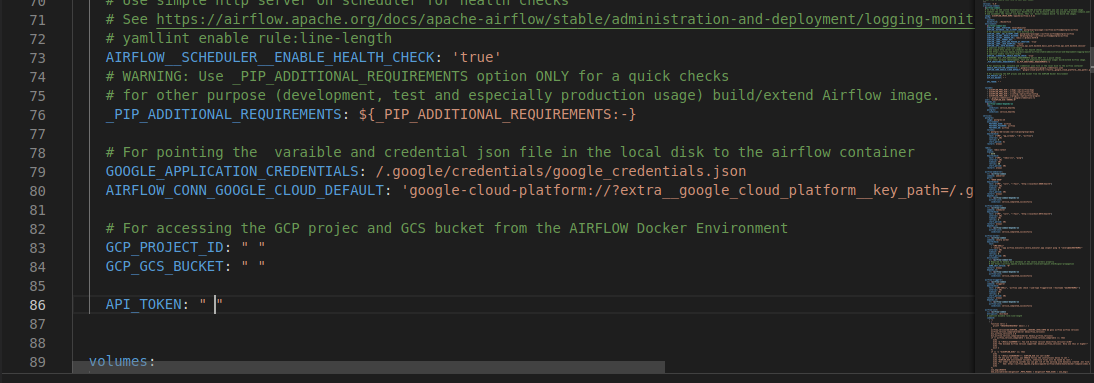 70 # Use simple http server on scheduler for health checks
71 # See https://airflow.apache.org/docs/apache-airflow/stable/administration-and-deployment/logging-monit
72 # yamllint enable rule:line-length
73 AIRFLOW__SCHEDULER__ENABLE_HEALTH_CHECK: 'true'
74 # WARNING: Use _PIP_ADDITIONAL_REQUIREMENTS option ONLY for a quick checks
75 # for other purpose (development, test and especially production usage) build/extend Airflow image.
76 _PIP_ADDITIONAL_REQUIREMENTS: ${_PIP_ADDITIONAL_REQUIREMENTS:-}
77
78 # For pointing the  varaible and credential json file in the local disk to the airflow container
79 GOOGLE_APPLICATION_CREDENTIALS: /.google/credentials/google_credentials.json
80 AIRFLOW_CONN_GOOGLE_CLOUD_DEFAULT: 'google-cloud-platform://?extra__google_cloud_platform__key_path=/.g
81
82 # For accessing the GCP projec and GCS bucket from the AIRFLOW Docker Environment
83 GCP_PROJECT_ID: " "
84 GCP_GCS_BUCKET: " "
85
86 API_TOKEN: " "
87
88
89 volumes: